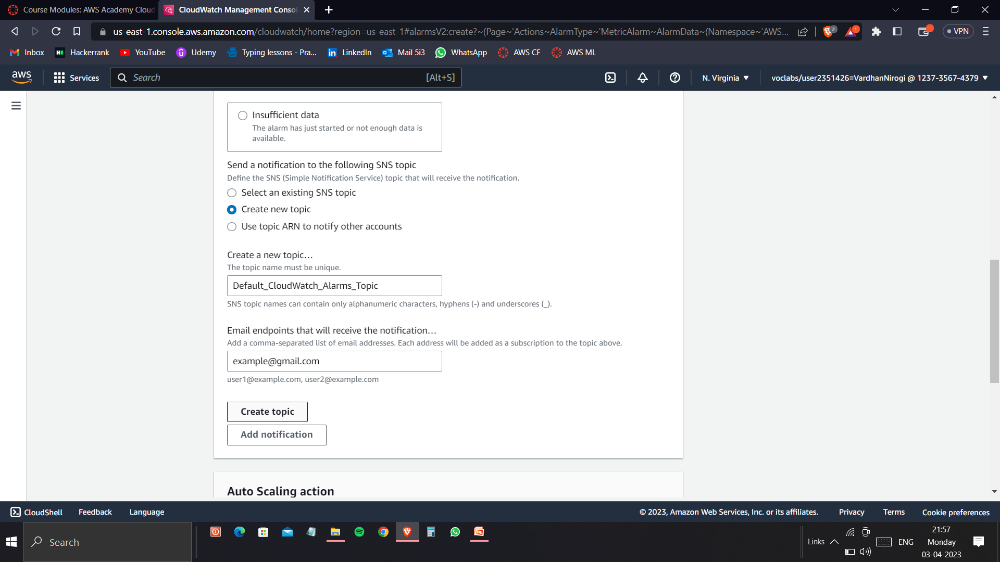 Course Modules: AWS Academy Cloud
CloudWatch Management Consol
us-east-1.console.aws.amazon.com/cloudwatch/home?region=us-east-1#alarmsV2:create?~(Page~'Actions~AlarmType~'MetricAlarm~AlarmData~(Namespace~'AWS...
2
1
VPN
Inbox
Hackerrank
YouTube
Udemy
Typing lessons - Pra...
LinkedIn
Mail 5i3
WhatsApp
AWS CF
AWS ML
aws
Services
Search
[Alt+S]
N. Virginia
voclabs/user2351426=VardhanNirogi @ 1237-3567-4379
Insufficient data
The alarm has just started or not enough data is
available.
Send a notification to the following SNS topic
Define the SNS (Simple Notification Service) topic that will receive the notification.
Select an existing SNS topic
Create new topic
Use topic ARN to notify other accounts
Create a new topic…
The topic name must be unique.
Default_CloudWatch_Alarms_Topic
SNS topic names can contain only alphanumeric characters, hyphens (-) and underscores (_).
Email endpoints that will receive the notification…
Add a comma-separated list of email addresses. Each address will be added as a subscription to the topic above.
example@gmail.com
user1@example.com, user2@example.com
Create topic
Add notification
Auto Scaling action
CloudShell
Feedback
Language
© 2023, Amazon Web Services, Inc. or its affiliates.
Privacy
Terms
Cookie preferences
Search
Links
ENG
21:57
Monday
03-04-2023